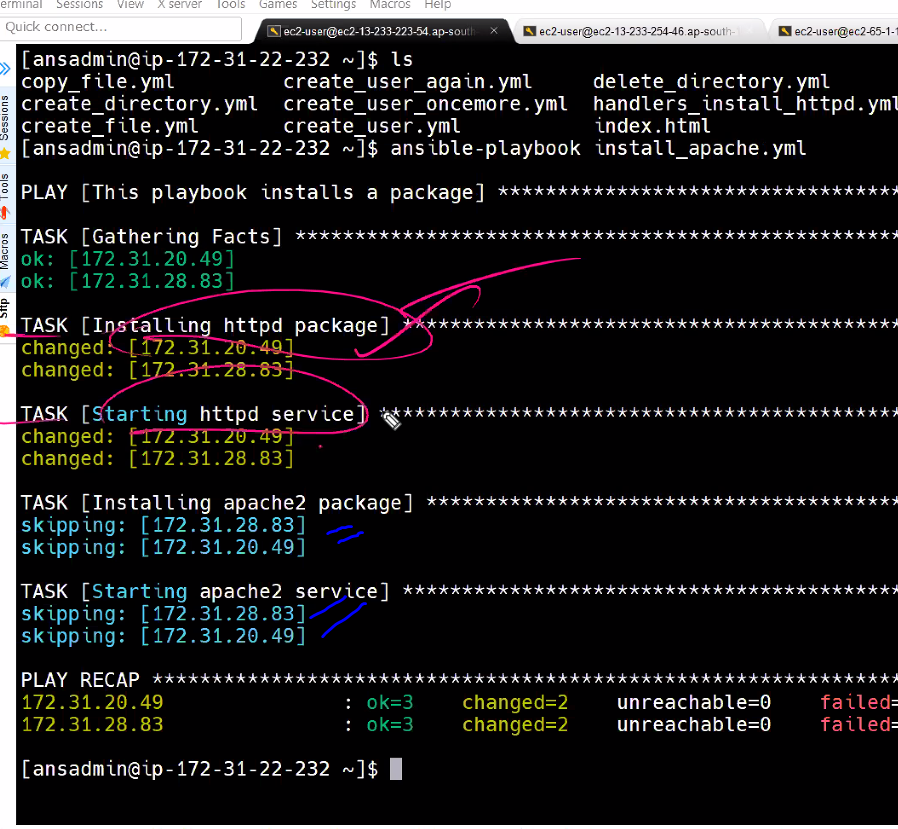 Terminal Sessions View X server Tools Games Settings Macros Help
Quick connect...
ec2-user@ec2-13-233-223-54.ap-south-
ec2-user@ec2-13-233-254-46.ap-south-1
ec2-user@ec2-65-1-1
Sessions
Tools
Macros
Sftp
[ansadmin@ip-172-31-22-232 ~]$ ls
copy_file.yml create_user_again.yml delete_directory.yml
create_directory.yml create_user_oncemore.yml handlers_install_httpd.yml
create_file.yml create_user.yml index.html
[ansadmin@ip-172-31-22-232 ~]$ ansible-playbook install_apache.yml
PLAY [This playbook installs a package] **********************************
TASK [Gathering Facts] ***************************************************
ok: [172.31.20.49]
ok: [172.31.28.83]
TASK [Installing httpd package] ******************************************
changed: [172.31.20.49]
changed: [172.31.28.83]
TASK [Starting httpd service] ********************************************
changed: [172.31.20.49]
changed: [172.31.28.83]
TASK [Installing apache2 package] ****************************************
skipping: [172.31.28.83]
skipping: [172.31.20.49]
TASK [Starting apache2 service] ******************************************
skipping: [172.31.28.83]
skipping: [172.31.20.49]
PLAY RECAP ***************************************************************
172.31.20.49 : ok=3 changed=2 unreachable=0 failed=
172.31.28.83 : ok=3 changed=2 unreachable=0 failed=
[ansadmin@ip-172-31-22-232 ~]$